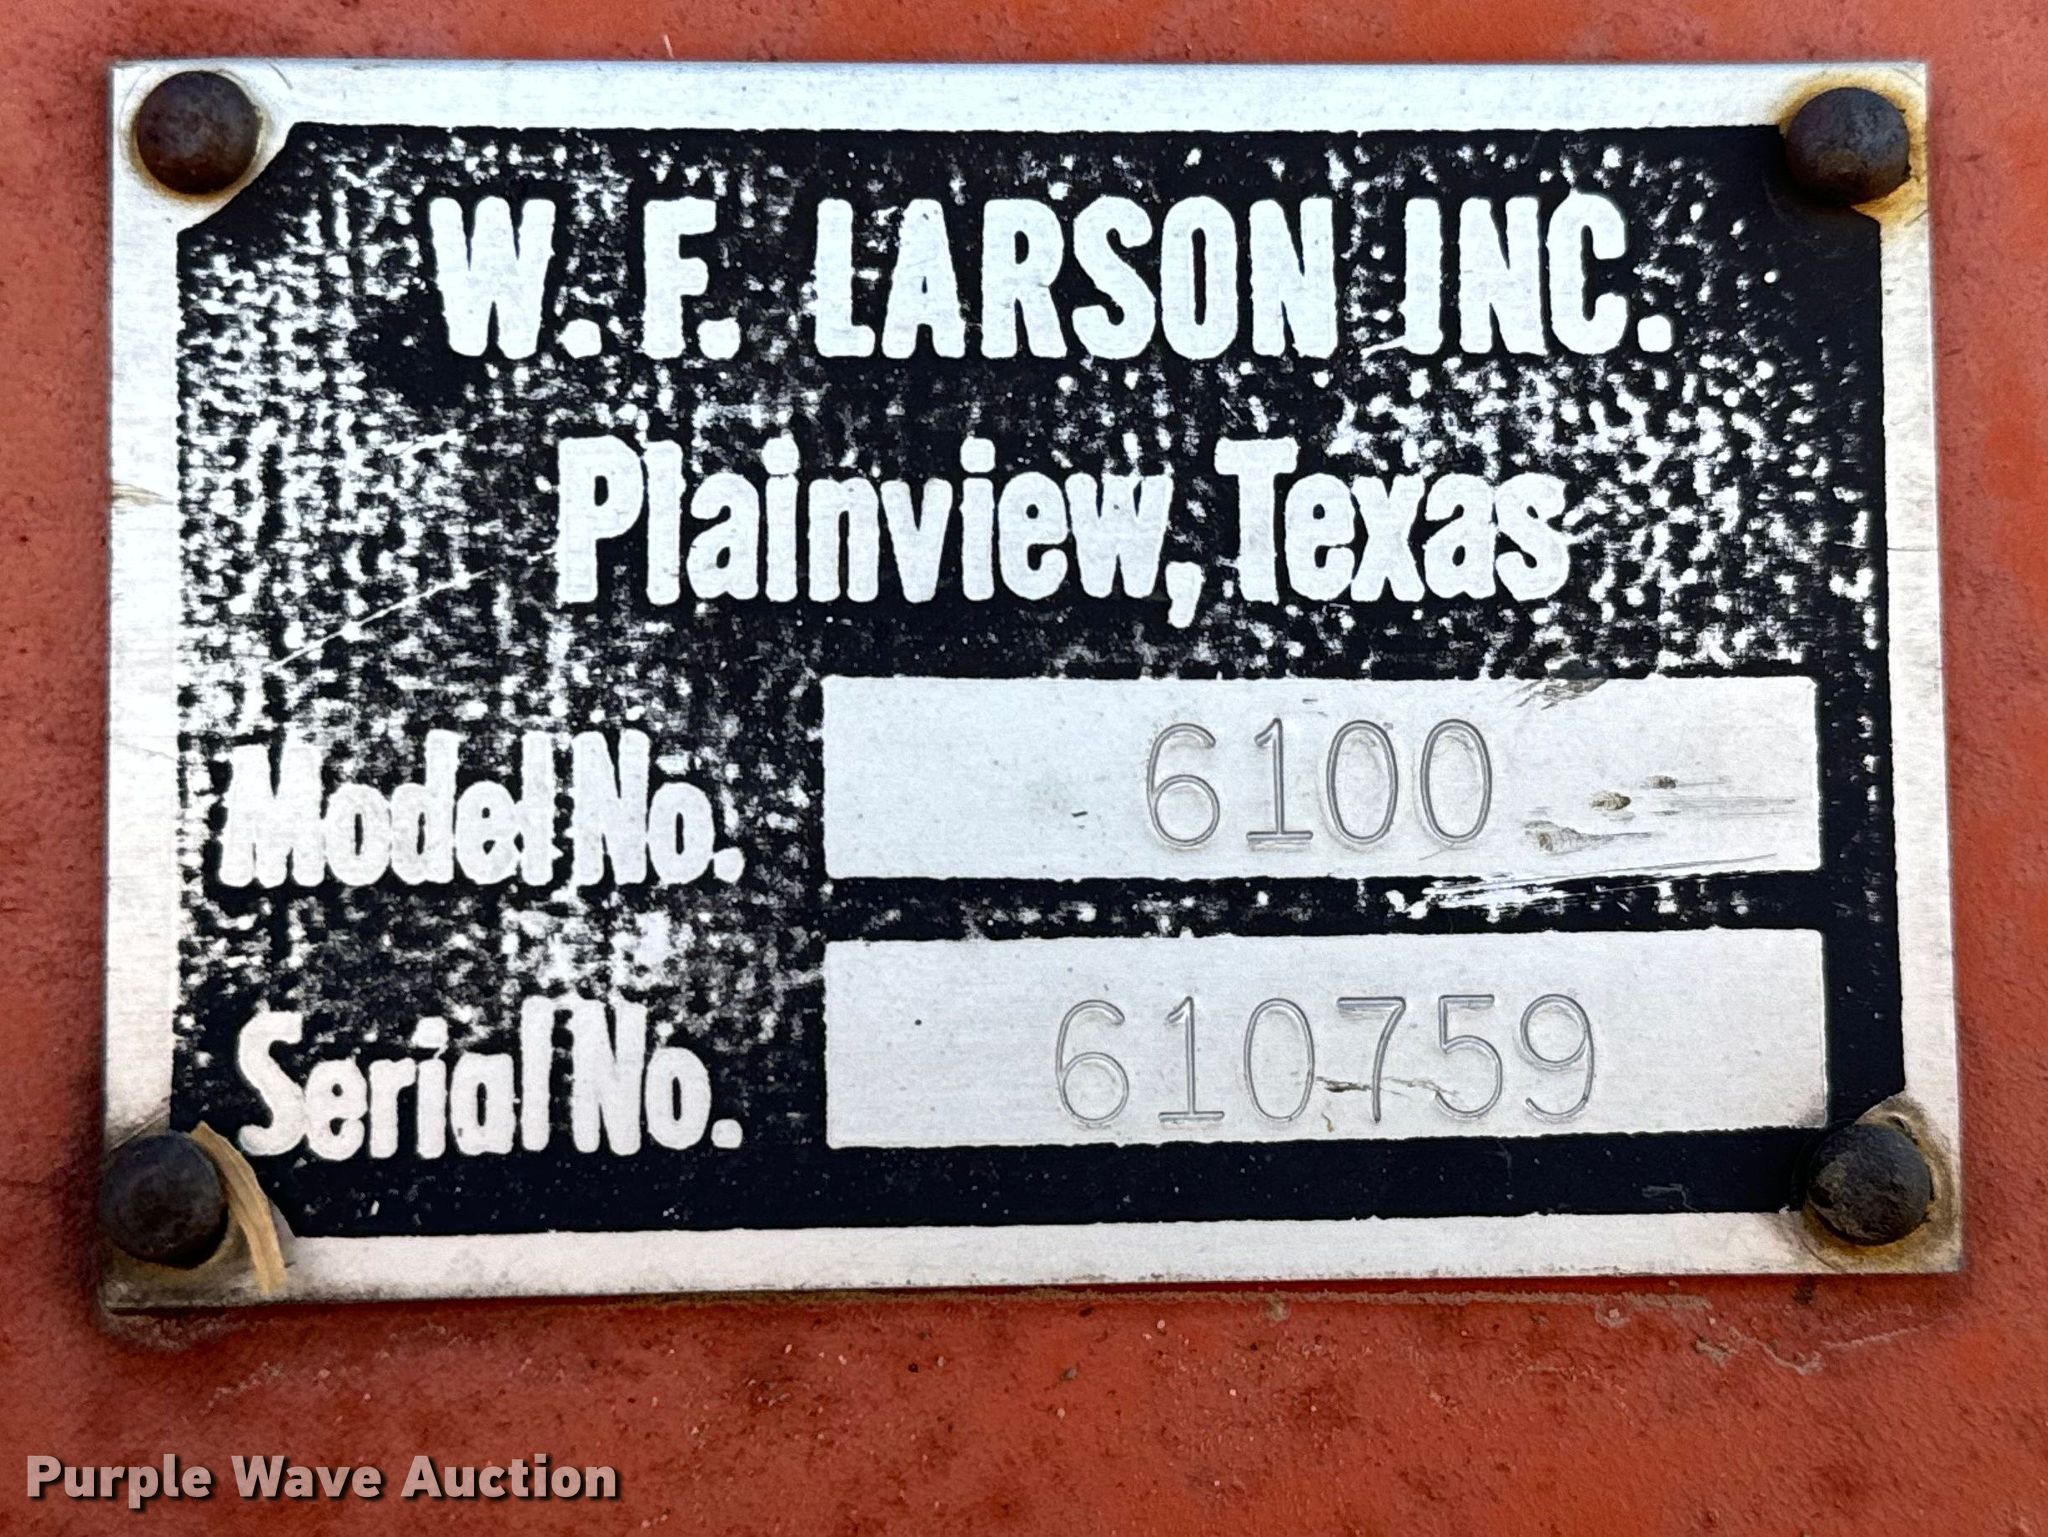 W. F. LARSON INC.
Plainview, Texas
Model No. 6100
Serial No. 610759
Purple Wave Auction